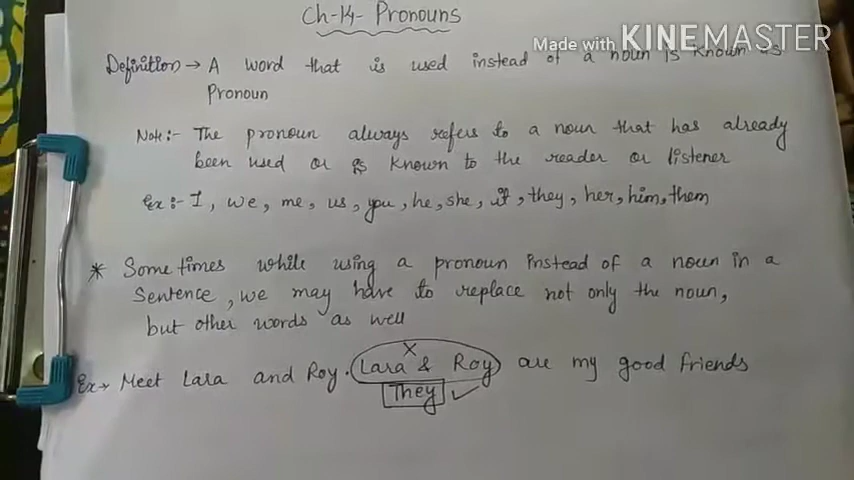 Ch-14- Pronouns
Made with KINEMASTER
Definition → A word that is used instead of a noun is known as
Pronoun
Note:- The pronoun always refers to a noun that has already
been used or is known to the reader or listener
Ex:- I, we, me, us, you, he, she, it, they, her, him, them
* Some times while using a pronoun instead of a noun in a
Sentence, we may have to replace not only the noun,
but other words as well
Ex→ Meet Lara and Roy. Lara & Roy are my good friends
They ✓